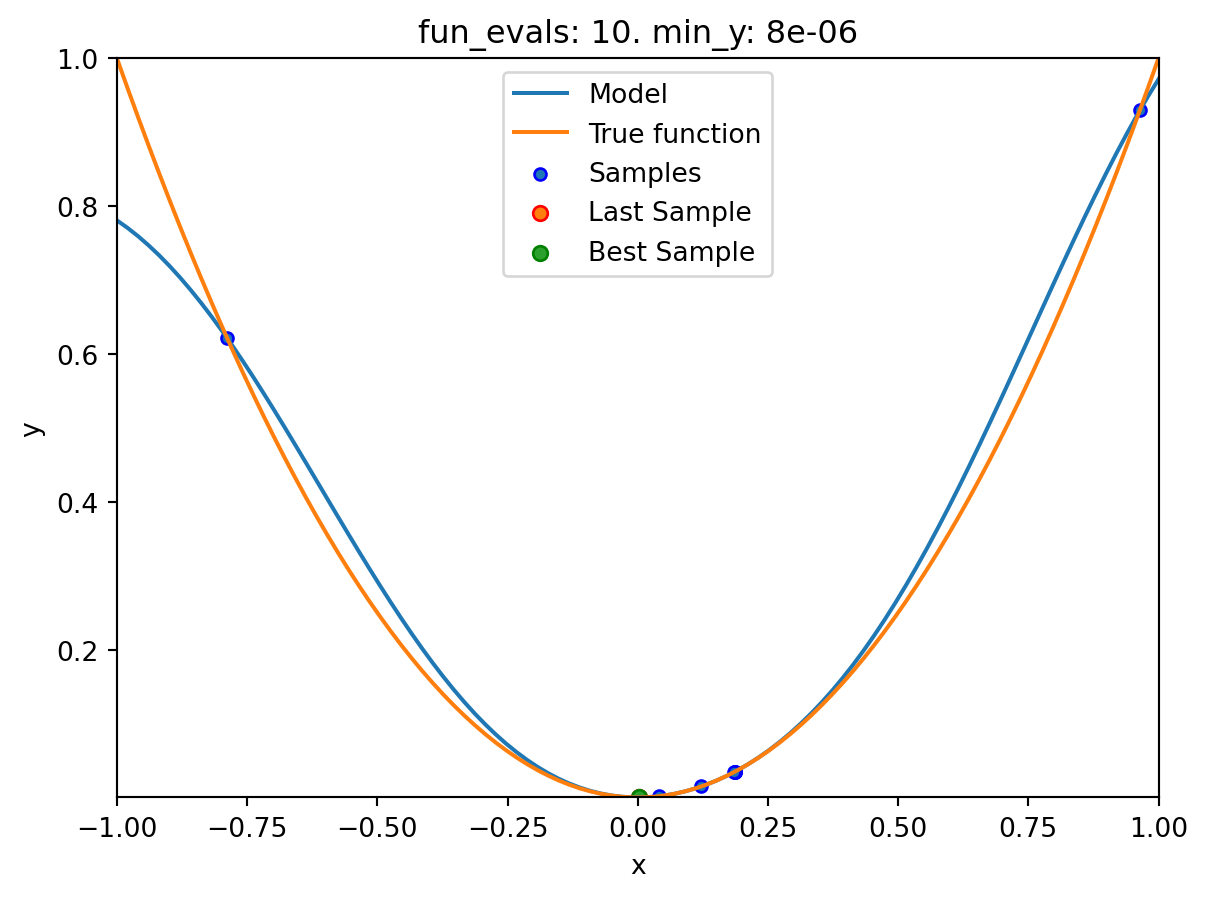 fun_evals: 10. min_y: 8e-06
1.0
0.8
0.6
0.4
0.2
y
Model
True function
Samples
Last Sample
Best Sample
−1.00 −0.75 −0.50 −0.25 0.00 0.25 0.50 0.75 1.00
x